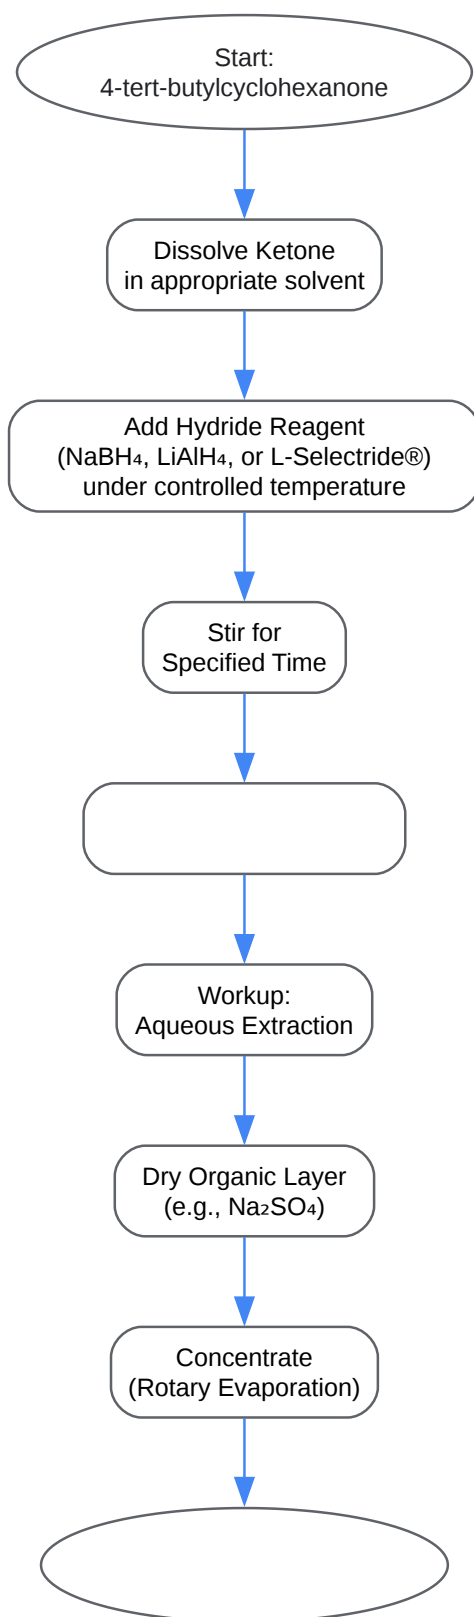 Start:
4-tert-butylcyclohexanone
Dissolve Ketone
in appropriate solvent
Add Hydride Reagent
(NaBH₄, LiAlH₄, or L-Selectride®)
under controlled temperature
Stir for
Specified Time
Workup:
Aqueous Extraction
Dry Organic Layer
(e.g., Na₂SO₄)
Concentrate
(Rotary Evaporation)